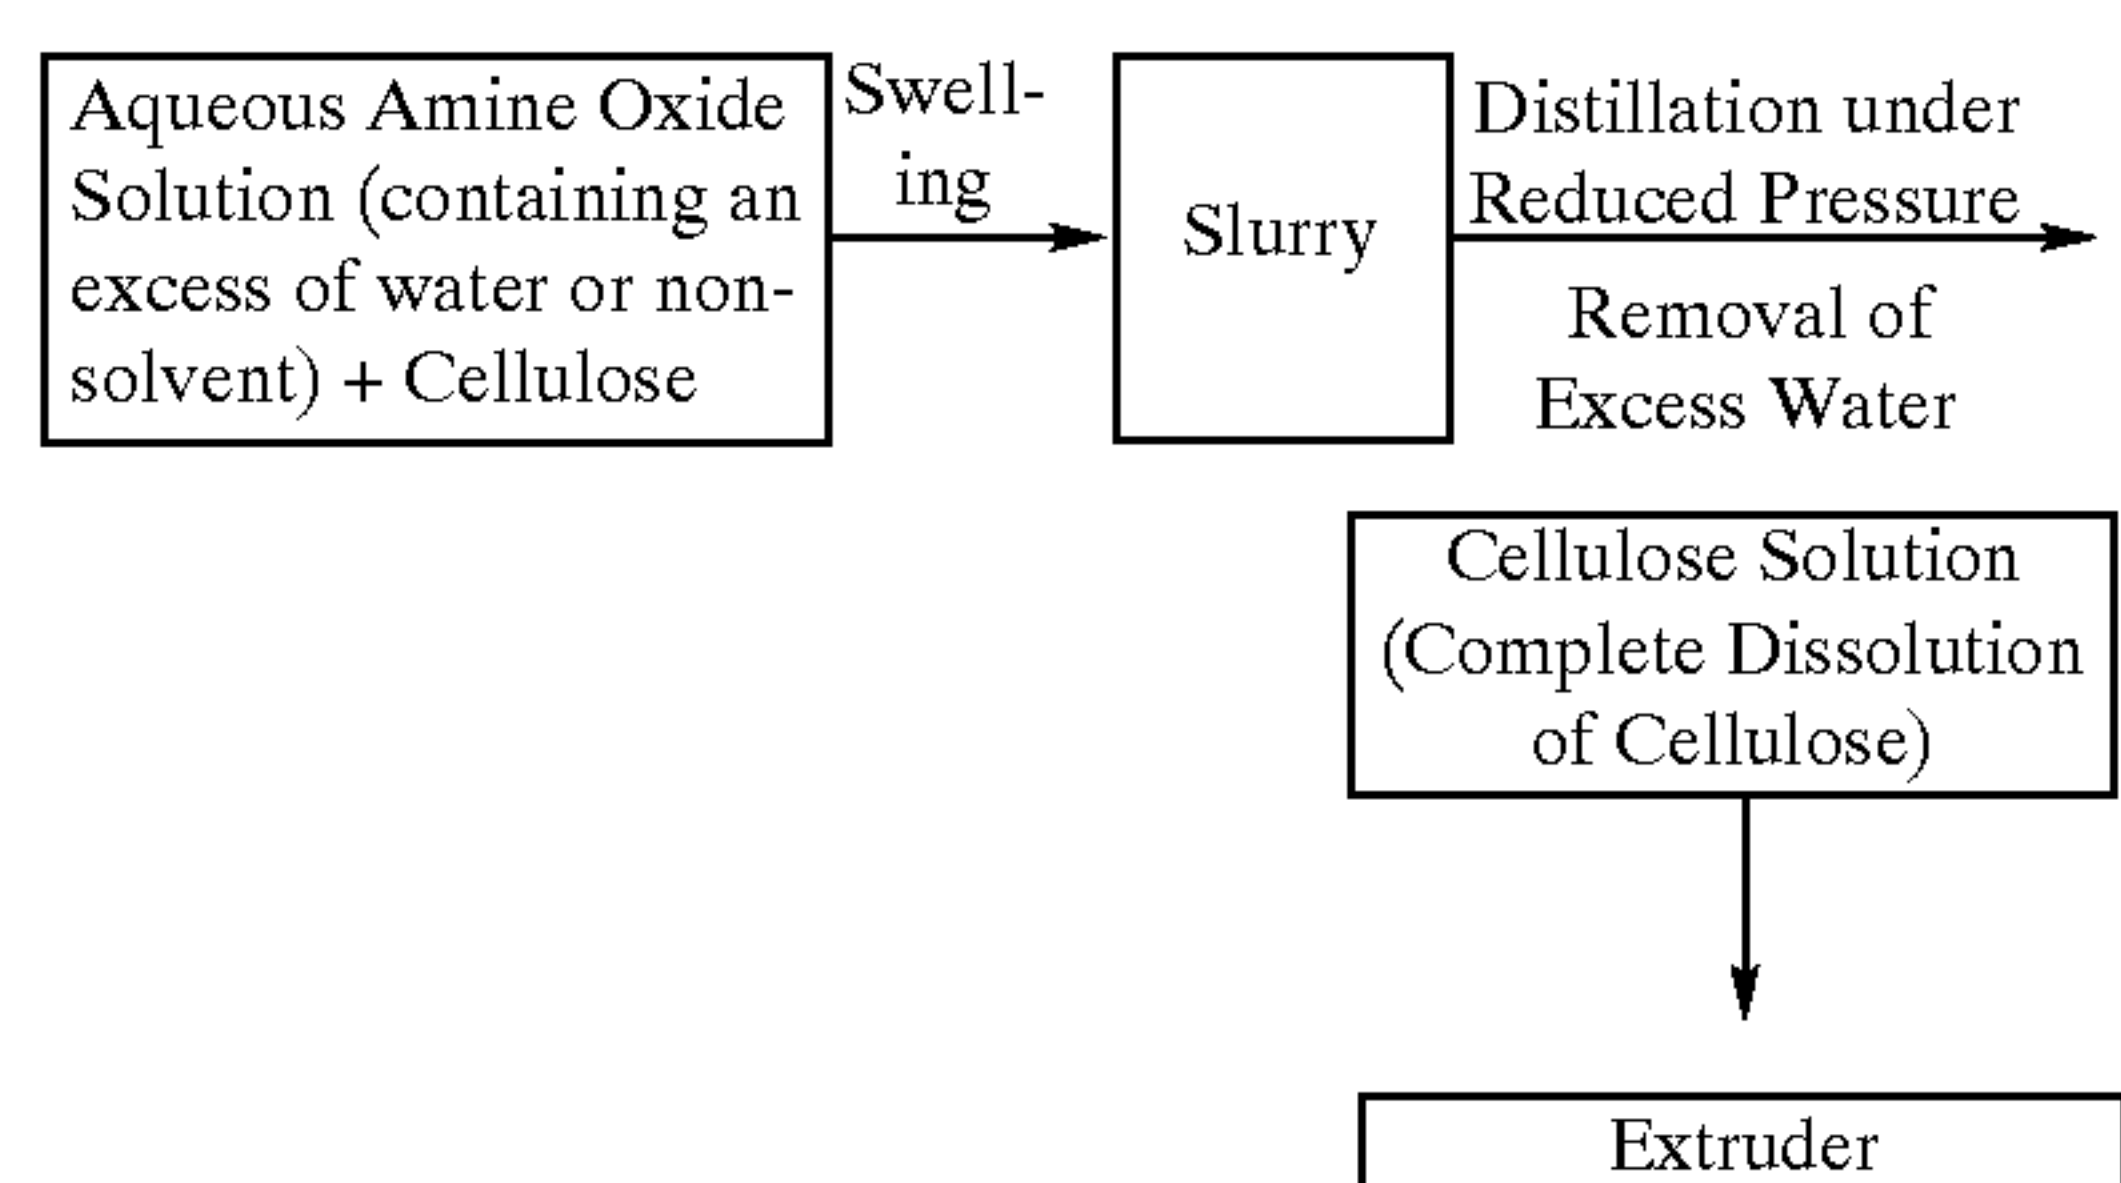 Aqueous Amine Oxide
Solution (containing an
excess of water or non-
solvent) + Cellulose
Swell-
ing
Slurry
Distillation under
Reduced Pressure
Removal of
Excess Water
Cellulose Solution
(Complete Dissolution
of Cellulose)
Extruder